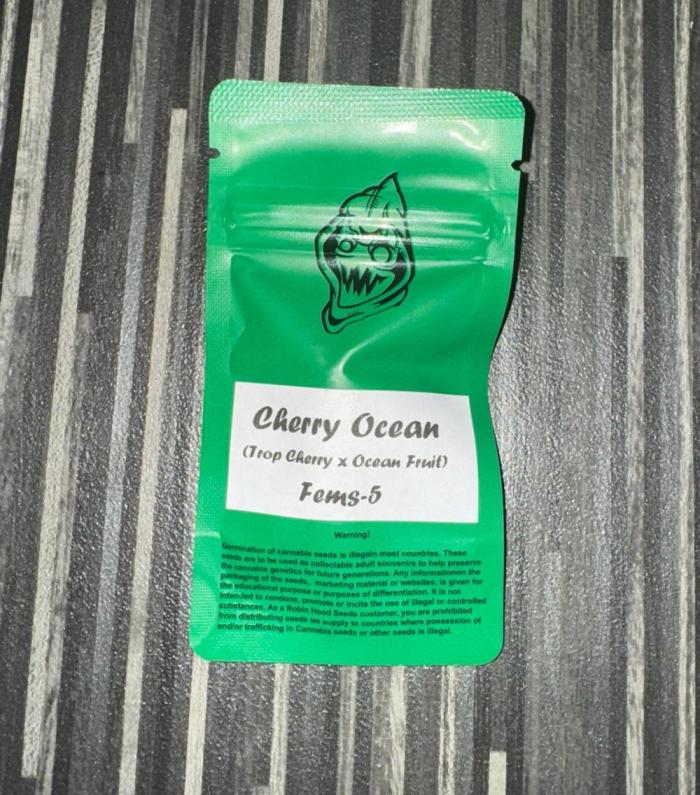 Cherry Ocean
(Trop Cherry x Ocean Fruit)
Fems-5
Warning!
Germination of cannabis seeds is illegain most countries. These
seeds are to be used as collectable adult souvenirs to help preserve
the cannabis genetics for future generations. Any informationon the
packaging of the seeds, marketing material or websites, is given for
the educational purpose or purposes of differentiation. It is not
intended to condone, promote or incite the use of illegal or controlled
substances. As a Robin Hood Seeds customer, you are prohibited
from distributing seeds we supply to countries where possession of
and/or trafficking in Cannabis seeds or other seeds is illegal.